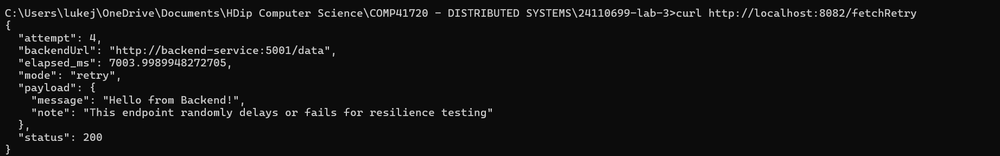 C:\Users\lukej\OneDrive\Documents\HDip Computer Science\COMP41720 - DISTRIBUTED SYSTEMS\24110699-lab-3>curl http://localhost:8082/fetchRetry
{
  "attempt": 4,
  "backendUrl": "http://backend-service:5001/data",
  "elapsed_ms": 7003.9989948272705,
  "mode": "retry",
  "payload": {
    "message": "Hello from Backend!",
    "note": "This endpoint randomly delays or fails for resilience testing"
  },
  "status": 200
}